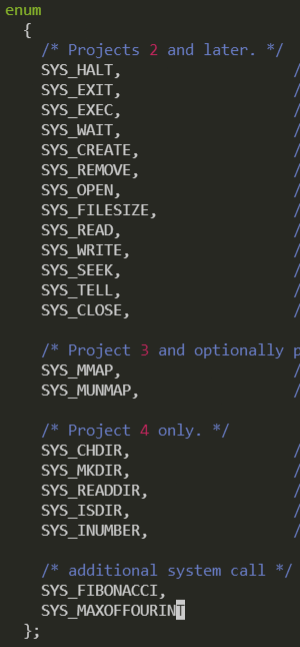 enum
{
/* Projects 2 and later. */
SYS_HALT, /
SYS_EXIT, /
SYS_EXEC, /
SYS_WAIT, /
SYS_CREATE, /
SYS_REMOVE, /
SYS_OPEN, /
SYS_FILESIZE, /
SYS_READ, /
SYS_WRITE, /
SYS_SEEK, /
SYS_TELL, /
SYS_CLOSE, /
/* Project 3 and optionally p
SYS_MMAP, /
SYS_MUNMAP, /
/* Project 4 only. */
SYS_CHDIR, /
SYS_MKDIR, /
SYS_READDIR, /
SYS_ISDIR, /
SYS_INUMBER, /
/* additional system call */
SYS_FIBONACCI,
SYS_MAXOFFOURINT
};